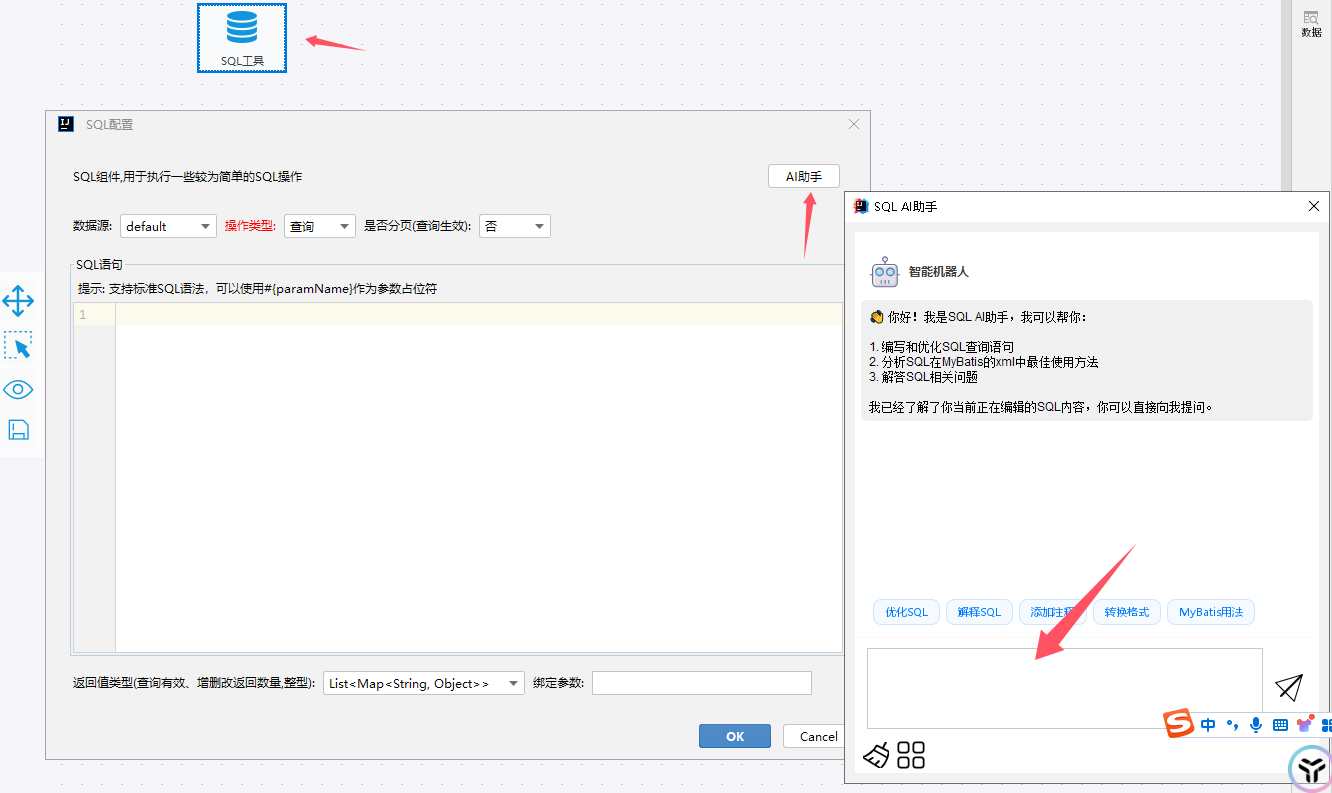 SQL工具
数据
SQL配置
SQL组件,用于执行一些较为简单的SQL操作
AI助手
数据源: default 操作类型: 查询 是否分页(查询生效): 否
SQL语句
提示: 支持标准SQL语法，可以使用#{paramName}作为参数占位符
1
返回值类型(查询有效、增删改返回数量,整型): List<Map<String, Object>> 绑定参数:
OK Cancel
SQL AI助手
智能机器人
👏 你好！我是SQL AI助手，我可以帮你：
1. 编写和优化SQL查询语句
2. 分析SQL在MyBatis的xml中最佳使用方法
3. 解答SQL相关问题
我已经了解了你当前正在编辑的SQL内容，你可以直接向我提问。
优化SQL 解释SQL 添加注释 转换格式 MyBatis用法
中